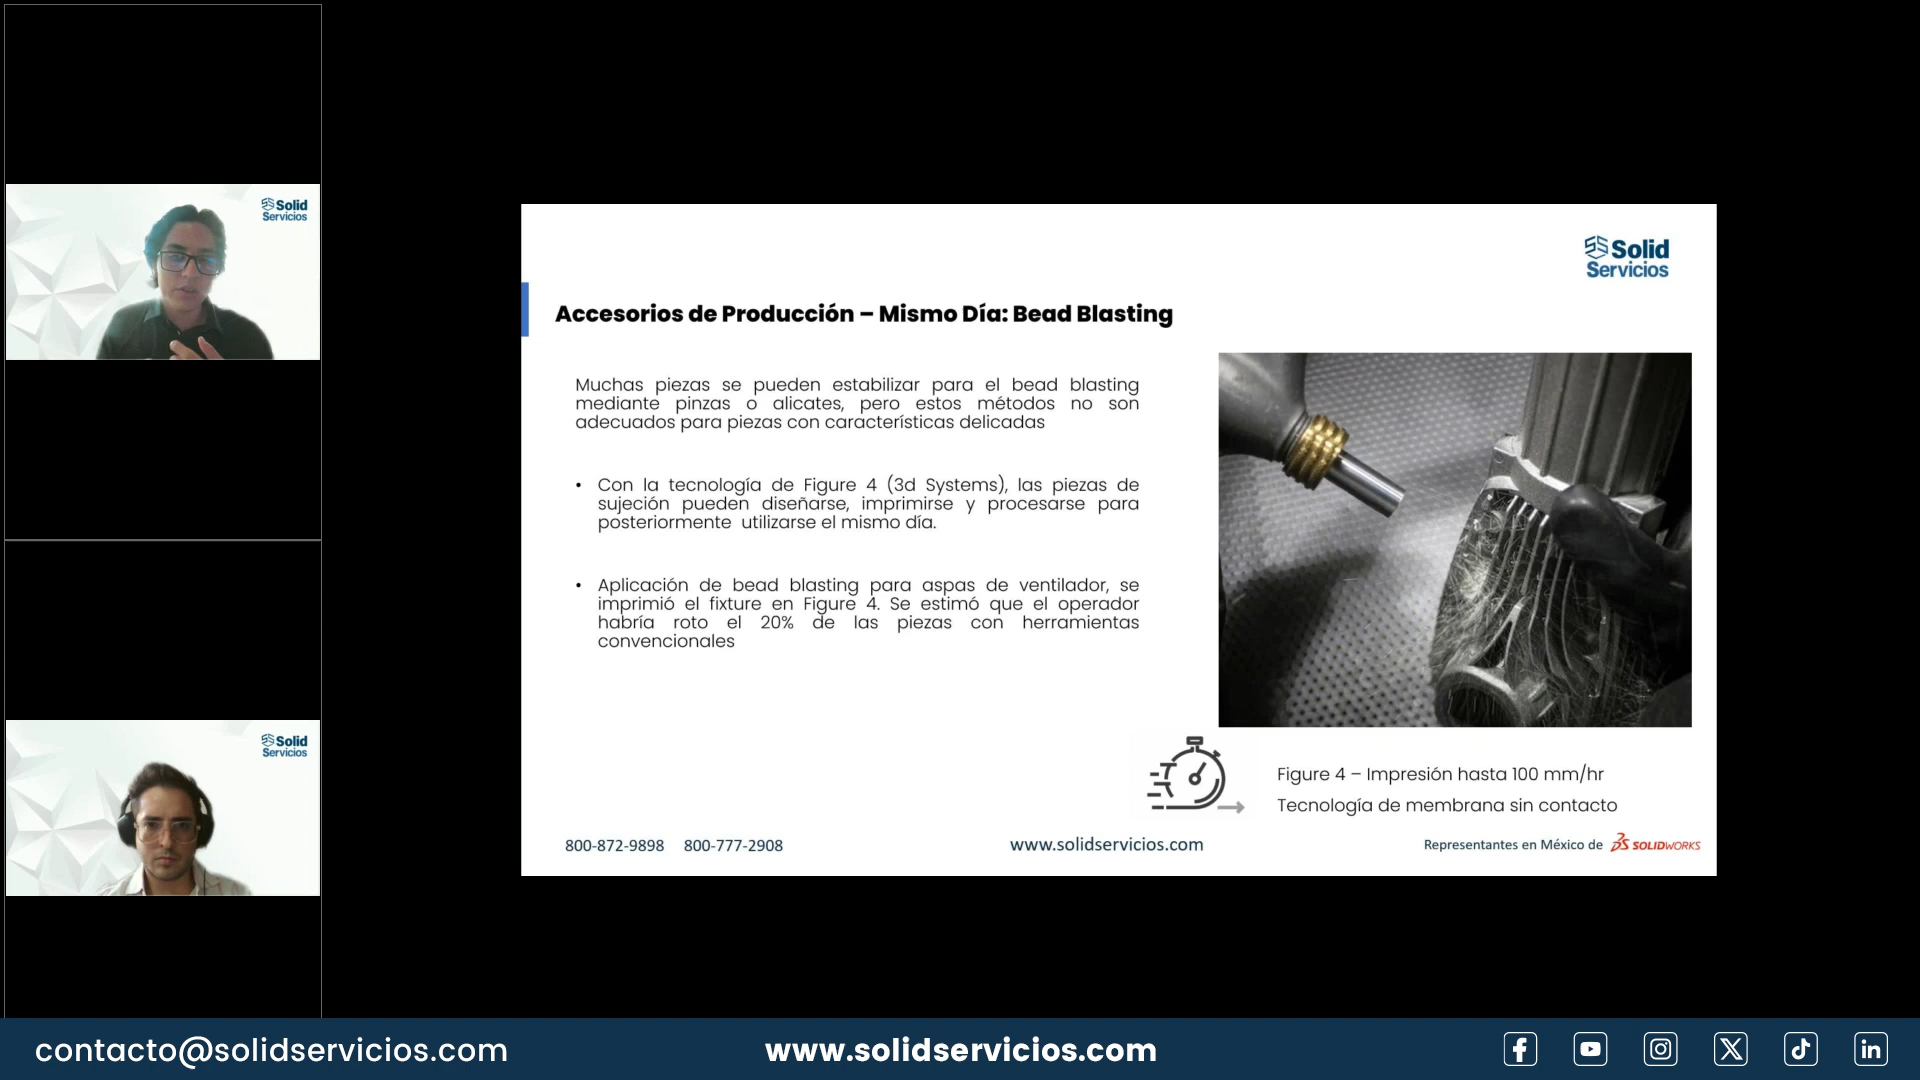 Solid
Servicios
Solid
Servicios
Solid
Servicios
Accesorios de Producción – Mismo Día: Bead Blasting
Muchas piezas se pueden estabilizar para el bead blasting
mediante pinzas o alicates, pero estos métodos no son
adecuados para piezas con características delicadas
• Con la tecnología de Figure 4 (3d Systems), las piezas de
sujeción pueden diseñarse, imprimirse y procesarse para
posteriormente utilizarse el mismo día.
• Aplicación de bead blasting para aspas de ventilador, se
imprimió el fixture en Figure 4. Se estimó que el operador
habría roto el 20% de las piezas con herramientas
convencionales
Figure 4 – Impresión hasta 100 mm/hr
Tecnología de membrana sin contacto
800-872-9898 800-777-2908
www.solidservicios.com
Representantes en México de SOLIDWORKS
contacto@solidservicios.com
www.solidservicios.com